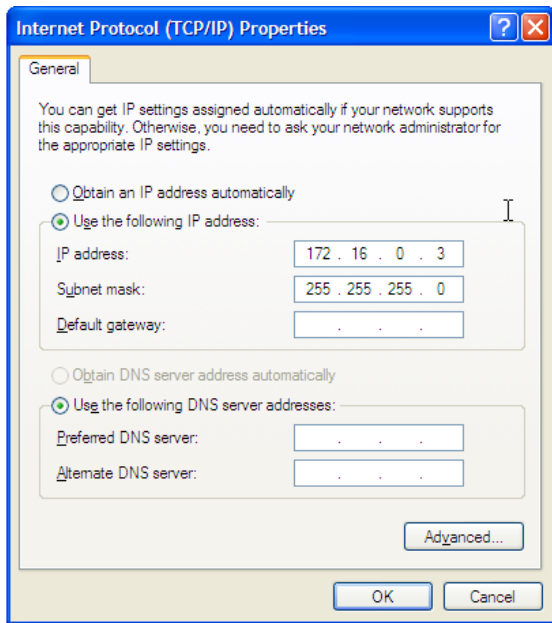 Internet Protocol (TCP/IP) Properties
General
You can get IP settings assigned automatically if your network supports
this capability. Otherwise, you need to ask your network administrator for
the appropriate IP settings.
Obtain an IP address automatically
Use the following IP address:
IP address: 172 . 16 . 0 . 3
Subnet mask: 255 . 255 . 255 . 0
Default gateway: . . .
Obtain DNS server address automatically
Use the following DNS server addresses:
Preferred DNS server: . . .
Alternate DNS server: . . .
Advanced...
OK Cancel